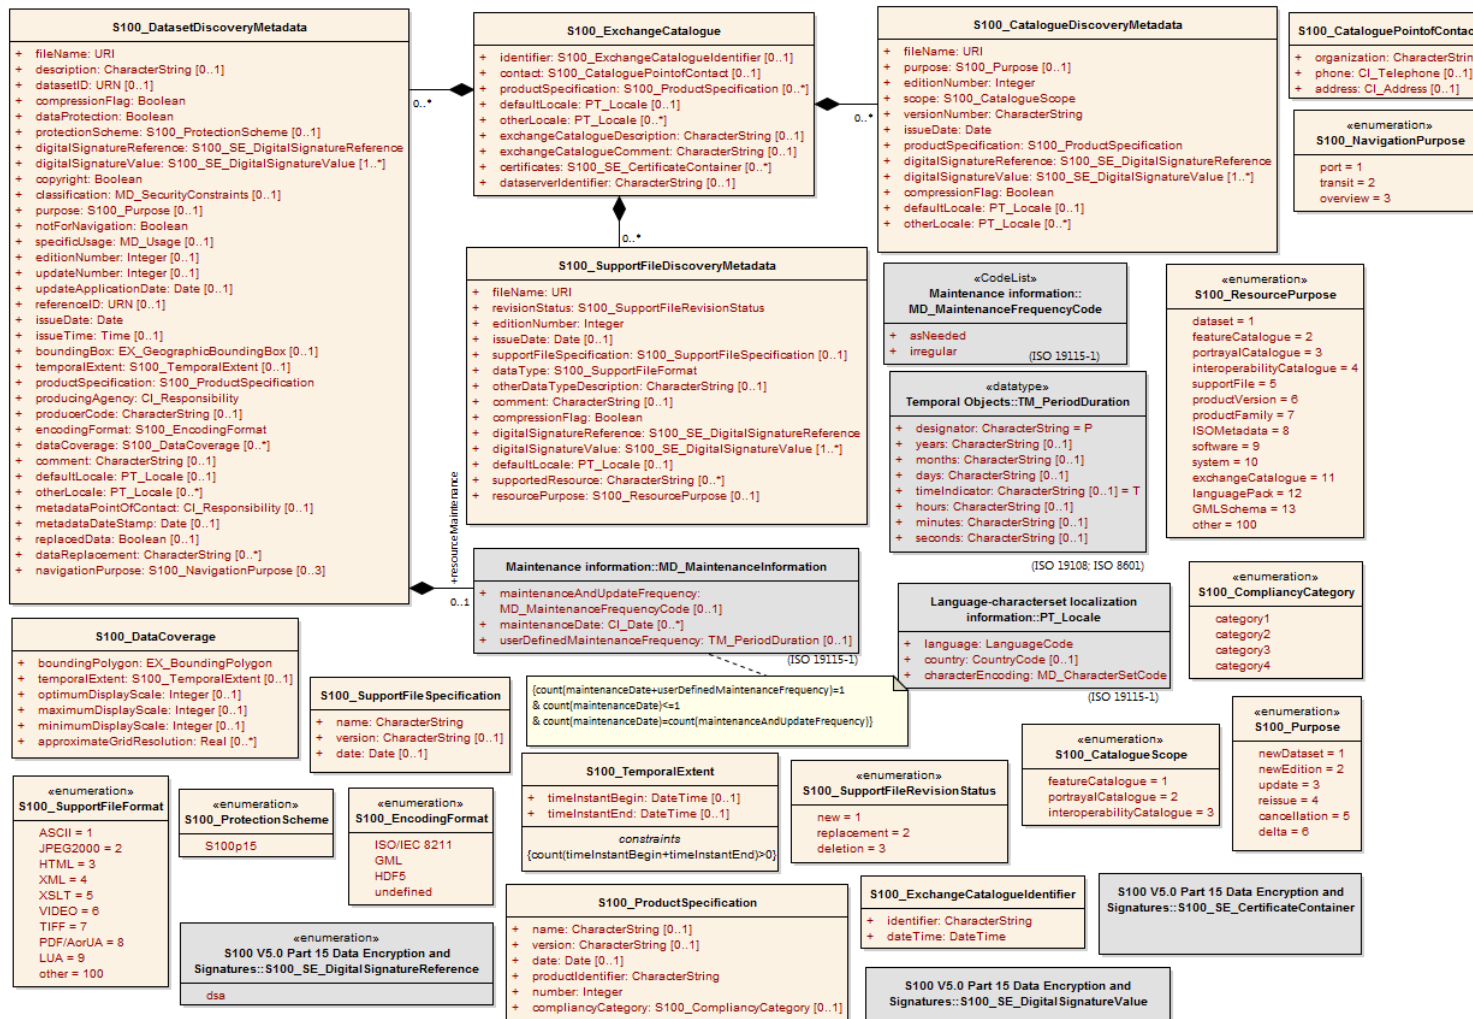 S100_DatasetDiscoveryMetadata
+ fileName: URI
+ description: CharacterString [0..1]
+ datasetID: URN [0..1]
+ compressionFlag: Boolean
+ dataProtection: Boolean
+ protectionScheme: S100_ProtectionScheme [0..1]
+ digitalSignatureReference: S100_SE_DigitalSignatureReference
+ digitalSignatureValue: S100_SE_DigitalSignatureValue [1..*]
+ copyright: Boolean
+ classification: MD_SecurityConstraints [0..1]
+ purpose: S100_Purpose [0..1]
+ notForNavigation: Boolean
+ specificUsage: MD_Usage [0..1]
+ editionNumber: Integer [0..1]
+ updateNumber: Integer [0..1]
+ updateApplicationDate: Date [0..1]
+ referenceID: URN [0..1]
+ issueDate: Date
+ issueTime: Time [0..1]
+ boundingBox: EX_GeographicBoundingBox [0..1]
+ temporalExtent: S100_TemporalExtent [0..1]
+ productSpecification: S100_ProductSpecification
+ producingAgency: CI_Responsibility
+ producerCode: CharacterString [0..1]
+ encodingFormat: S100_EncodingFormat
+ dataCoverage: S100_DataCoverage [0..*]
+ comment: CharacterString [0..1]
+ defaultLocale: PT_Locale [0..1]
+ otherLocale: PT_Locale [0..*]
+ metadataPointOfContact: CI_Responsibility [0..1]
+ metadataDateStamp: Date [0..1]
+ replacedData: Boolean [0..1]
+ dataReplacement: CharacterString [0..*]
+ navigationPurpose: S100_NavigationPurpose [0..3]
0..*
S100_ExchangeCatalogue
+ identifier: S100_ExchangeCatalogueIdentifier [0..1]
+ contact: S100_CataloguePointofContact [0..1]
+ productSpecification: S100_ProductSpecification [0..*]
+ defaultLocale: PT_Locale [0..1]
+ otherLocale: PT_Locale [0..*]
+ exchangeCatalogueDescription: CharacterString [0..1]
+ exchangeCatalogueComment: CharacterString [0..1]
+ certificates: S100_SE_CertificateContainer [0..*]
+ dataserverIdentifier: CharacterString [0..1]
0..*
S100_CatalogueDiscoveryMetadata
+ fileName: URI
+ purpose: S100_Purpose [0..1]
+ editionNumber: Integer
+ scope: S100_CatalogueScope
+ versionNumber: CharacterString
+ issueDate: Date
+ productSpecification: S100_ProductSpecification
+ digitalSignatureReference: S100_SE_DigitalSignatureReference
+ digitalSignatureValue: S100_SE_DigitalSignatureValue [1..*]
+ compressionFlag: Boolean
+ defaultLocale: PT_Locale [0..1]
+ otherLocale: PT_Locale [0..*]
S100_CataloguePointofContac
+ organization: CharacterString
+ phone: CI_Telephone [0..1]
+ address: CI_Address [0..1]
«enumeration»
S100_NavigationPurpose
port = 1
transit = 2
overview = 3
0..*
S100_SupportFileDiscoveryMetadata
+ fileName: URI
+ revisionStatus: S100_SupportFileRevisionStatus
+ editionNumber: Integer
+ issueDate: Date [0..1]
+ supportFileSpecification: S100_SupportFileSpecification [0..1]
+ dataType: S100_SupportFileFormat
+ otherDataTypeDescription: CharacterString [0..1]
+ comment: CharacterString [0..1]
+ compressionFlag: Boolean
+ digitalSignatureReference: S100_SE_DigitalSignatureReference
+ digitalSignatureValue: S100_SE_DigitalSignatureValue [1..*]
+ defaultLocale: PT_Locale [0..1]
+ supportedResource: CharacterString [0..*]
+ resourcePurpose: S100_ResourcePurpose [0..1]
«CodeList»
Maintenance information::
MD_MaintenanceFrequencyCode
+ asNeeded
+ irregular
(ISO 19115-1)
«enumeration»
S100_ResourcePurpose
dataset = 1
featureCatalogue = 2
portrayalCatalogue = 3
interoperabilityCatalogue = 4
supportFile = 5
productVersion = 6
productFamily = 7
ISOMetadata = 8
software = 9
system = 10
exchangeCatalogue = 11
languagePack = 12
GMLSchema = 13
other = 100
«datatype»
Temporal Objects::TM_PeriodDuration
+ designator: CharacterString = P
+ years: CharacterString [0..1]
+ months: CharacterString [0..1]
+ days: CharacterString [0..1]
+ timeIndicator: CharacterString [0..1] = T
+ hours: CharacterString [0..1]
+ minutes: CharacterString [0..1]
+ seconds: CharacterString [0..1]
(ISO 19108; ISO 8601)
+resourceMaintenance
0..1
Maintenance information::MD_MaintenanceInformation
+ maintenanceAndUpdateFrequency:
MD_MaintenanceFrequencyCode [0..1]
+ maintenanceDate: CI_Date [0..*]
+ userDefinedMaintenanceFrequency: TM_PeriodDuration [0..1]
(ISO 19115-1)
Language-characterset localization
information::PT_Locale
+ language: LanguageCode
+ country: CountryCode [0..1]
+ characterEncoding: MD_CharacterSetCode
(ISO 19115-1)
«enumeration»
S100_CompliancyCategory
category1
category2
category3
category4
S100_DataCoverage
+ boundingPolygon: EX_BoundingPolygon
+ temporalExtent: S100_TemporalExtent [0..1]
+ optimumDisplayScale: Integer [0..1]
+ maximumDisplayScale: Integer [0..1]
+ minimumDisplayScale: Integer [0..1]
+ approximateGridResolution: Real [0..*]
S100_SupportFileSpecification
+ name: CharacterString
+ version: CharacterString [0..1]
+ date: Date [0..1]
{count(maintenanceDate+userDefinedMaintenanceFrequency)=1
& count(maintenanceDate)<=1
& count(maintenanceDate)=count(maintenanceAndUpdateFrequency)}
«enumeration»
S100_SupportFileFormat
ASCII = 1
JPEG2000 = 2
HTML = 3
XML = 4
XSLT = 5
VIDEO = 6
TIFF = 7
PDF/AorUA = 8
LUA = 9
other = 100
«enumeration»
S100_ProtectionScheme
S100p15
«enumeration»
S100_EncodingFormat
ISO/IEC 8211
GML
HDF5
undefined
S100_TemporalExtent
+ timeInstantBegin: DateTime [0..1]
+ timeInstantEnd: DateTime [0..1]
constraints
{count(timeInstantBegin+timeInstantEnd)>0}
«enumeration»
S100_SupportFileRevisionStatus
new = 1
replacement = 2
deletion = 3
«enumeration»
S100_CatalogueScope
featureCatalogue = 1
portrayalCatalogue = 2
interoperabilityCatalogue = 3
«enumeration»
S100_Purpose
newDataset = 1
newEdition = 2
update = 3
reissue = 4
cancellation = 5
delta = 6
«enumeration»
S100 V5.0 Part 15 Data Encryption and
Signatures::S100_SE_DigitalSignatureReference
dsa
S100_ProductSpecification
+ name: CharacterString [0..1]
+ version: CharacterString [0..1]
+ date: Date [0..1]
+ productIdentifier: CharacterString
+ number: Integer
+ compliancyCategory: S100_CompliancyCategory [0..1]
S100_ExchangeCatalogueIdentifier
+ identifier: CharacterString
+ dateTime: DateTime
S100 V5.0 Part 15 Data Encryption and
Signatures::S100_SE_CertificateContainer
S100 V5.0 Part 15 Data Encryption and
Signatures::S100_SE_DigitalSignatureValue